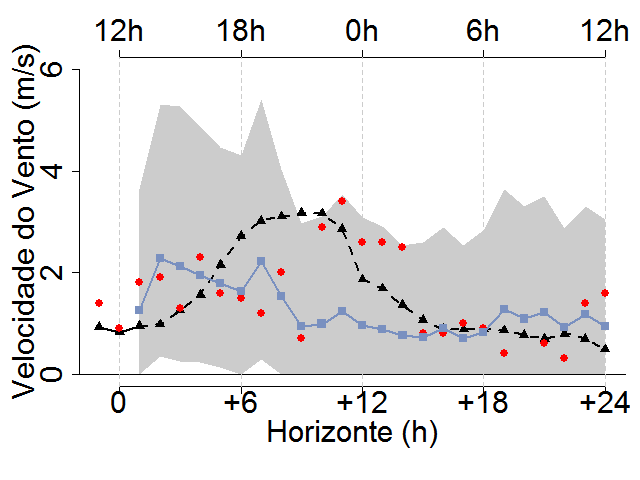 12h 18h 0h 6h 12h
Velocidade do Vento (m/s)
6
4
2
0
0 +6 +12 +18 +24
Horizonte (h)